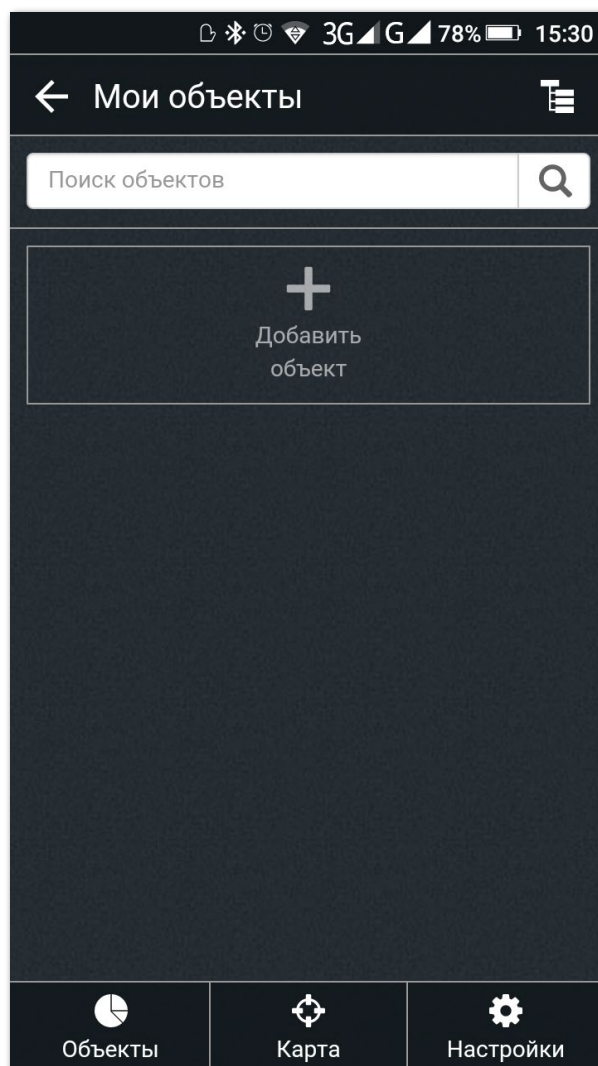 3G G 78% 15:30
Мои объекты
Поиск объектов
Добавить
объект
Объекты Карта Настройки